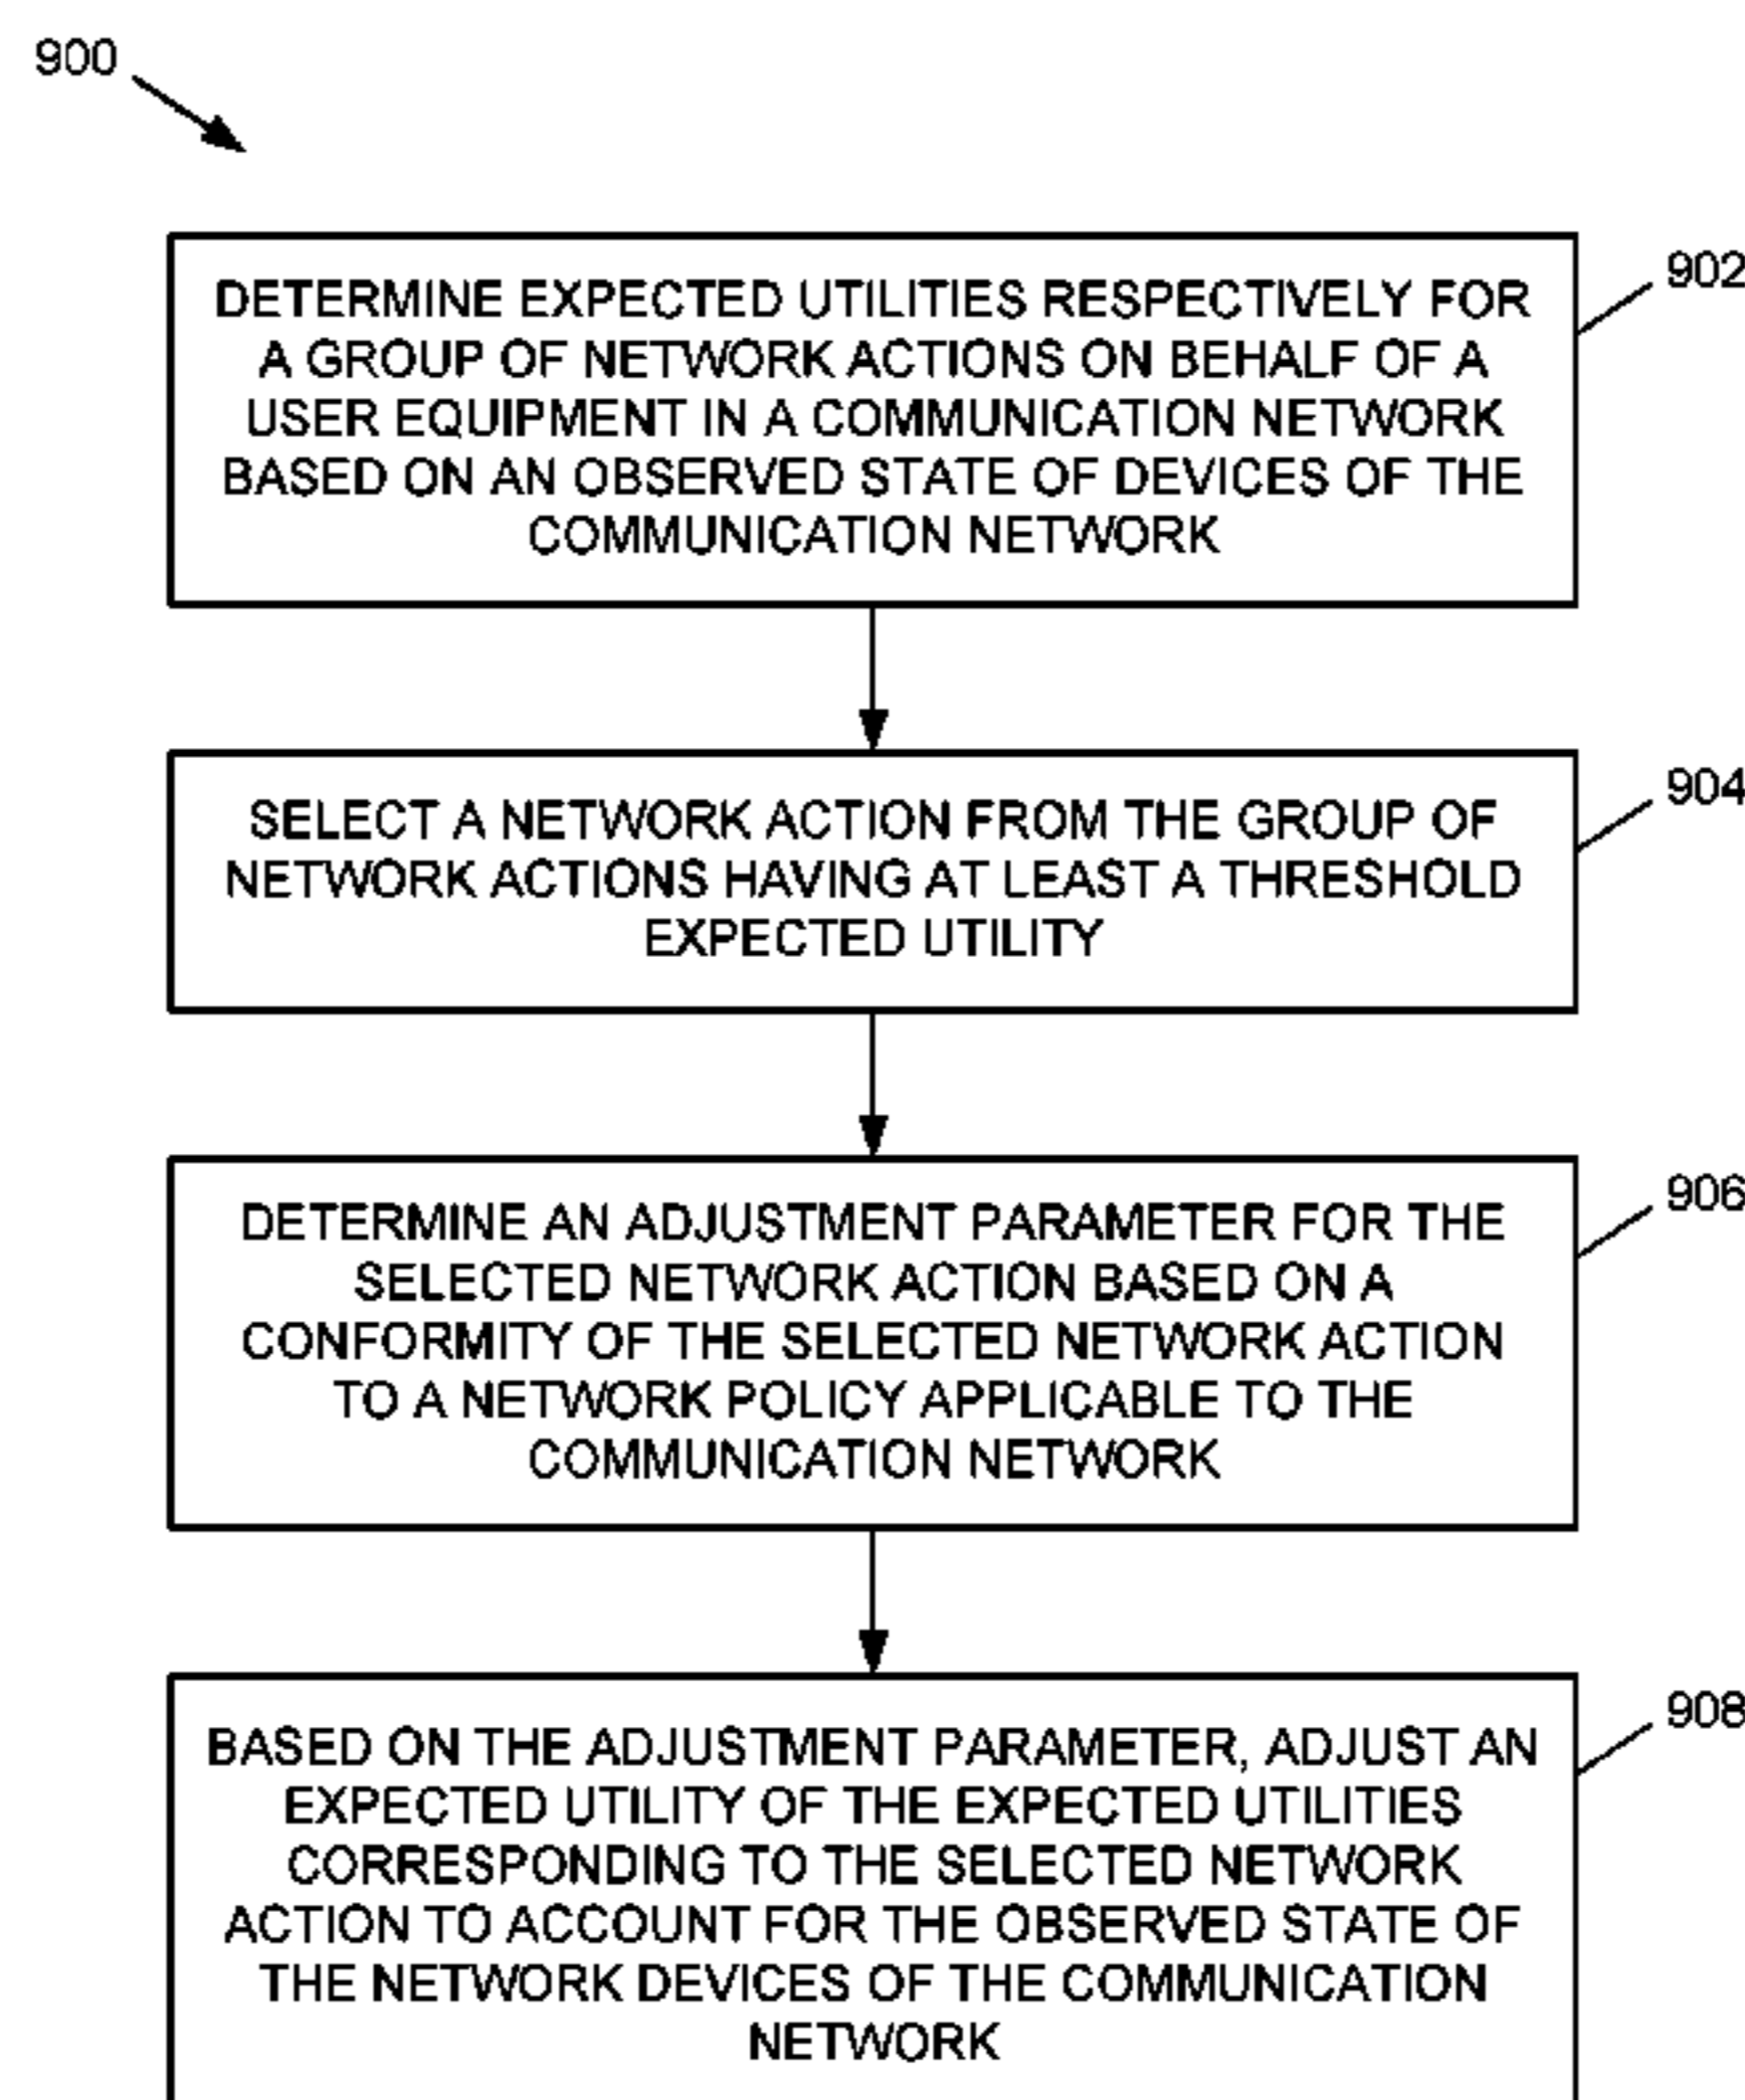 900
DETERMINE EXPECTED UTILITIES RESPECTIVELY FOR
A GROUP OF NETWORK ACTIONS ON BEHALF OF A
USER EQUIPMENT IN A COMMUNICATION NETWORK
BASED ON AN OBSERVED STATE OF DEVICES OF THE
COMMUNICATION NETWORK
902
SELECT A NETWORK ACTION FROM THE GROUP OF
NETWORK ACTIONS HAVING AT LEAST A THRESHOLD
EXPECTED UTILITY
904
DETERMINE AN ADJUSTMENT PARAMETER FOR THE
SELECTED NETWORK ACTION BASED ON A
CONFORMITY OF THE SELECTED NETWORK ACTION
TO A NETWORK POLICY APPLICABLE TO THE
COMMUNICATION NETWORK
906
BASED ON THE ADJUSTMENT PARAMETER, ADJUST AN
EXPECTED UTILITY OF THE EXPECTED UTILITIES
CORRESPONDING TO THE SELECTED NETWORK
ACTION TO ACCOUNT FOR THE OBSERVED STATE OF
THE NETWORK DEVICES OF THE COMMUNICATION
NETWORK
908